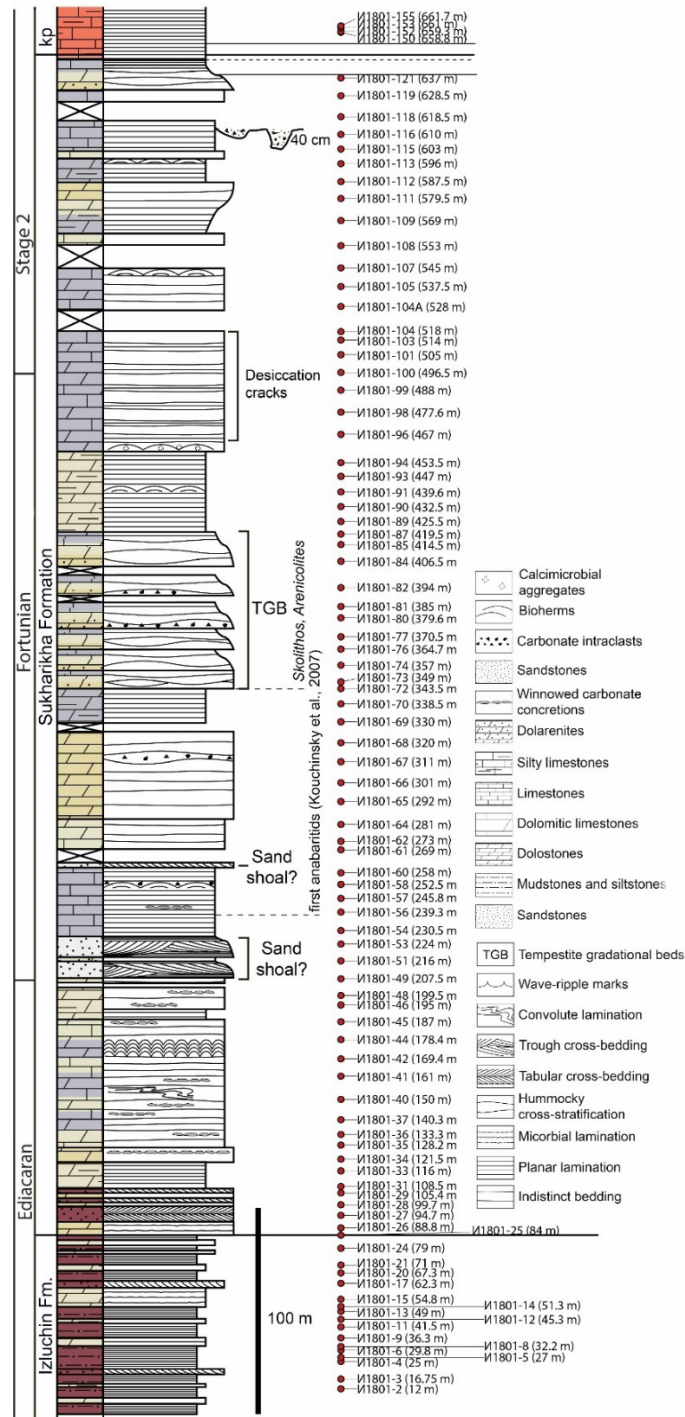 kp
Stage 2
Fortunian
Ediacaran
Sukharikha Formation
Izluchin Fm.
40 cm
Desiccation
cracks
TGB
Skolithos, Arenicolites
first anabaritids (Kouchinsky et al., 2007)
Sand
shoal?
Sand
shoal?
100 m
И1801-155 (661.7 m)
И1801-153 (661 m)
И1801-152 (659.3 m)
И1801-150 (658.8 m)
И1801-121 (637 m)
И1801-119 (628.5 m)
И1801-118 (618.5 m)
И1801-116 (610 m)
И1801-115 (603 m)
И1801-113 (596 m)
И1801-112 (587.5 m)
И1801-111 (579.5 m)
И1801-109 (569 m)
И1801-108 (553 m)
И1801-107 (545 m)
И1801-105 (537.5 m)
И1801-104A (528 m)
И1801-104 (518 m)
И1801-103 (514 m)
И1801-101 (505 m)
И1801-100 (496.5 m)
И1801-99 (488 m)
И1801-98 (477.6 m)
И1801-96 (467 m)
И1801-94 (453.5 m)
И1801-93 (447 m)
И1801-91 (439.6 m)
И1801-90 (432.5 m)
И1801-89 (425.5 m)
И1801-87 (419.5 m)
И1801-85 (414.5 m)
И1801-84 (406.5 m)
И1801-82 (394 m)
И1801-81 (385 m)
И1801-80 (379.6 m
И1801-77 (370.5 m)
И1801-76 (364.7 m)
И1801-74 (357 m)
И1801-73 (349 m)
И1801-72 (343.5 m)
И1801-70 (338.5 m)
И1801-69 (330 m)
И1801-68 (320 m)
И1801-67 (311 m)
И1801-66 (301 m)
И1801-65 (292 m)
И1801-64 (281 m)
И1801-62 (273 m)
И1801-61 (269 m)
И1801-60 (258 m)
И1801-58 (252.5 m)
И1801-57 (245.8 m)
И1801-56 (239.3 m)
И1801-54 (230.5 m)
И1801-53 (224 m)
И1801-51 (216 m)
И1801-49 (207.5 m)
И1801-48 (199.5 m)
И1801-46 (195 m)
И1801-45 (187 m)
И1801-44 (178.4 m
И1801-42 (169.4 m
И1801-41 (161 m)
И1801-40 (150 m)
И1801-37 (140.3 m
И1801-36 (133.3 m
И1801-35 (128.2 m
И1801-34 (121.5 m)
И1801-33 (116 m)
И1801-31 (108.5 m)
И1801-29 (105.4 m
И1801-28 (99.7 m)
И1801-27 (94.7 m)
И1801-26 (88.8 m)
И1801-25 (84 m)
И1801-24 (79 m)
И1801-21 (71 m)
И1801-20 (67.3 m)
И1801-17 (62.3 m)
И1801-15 (54.8 m)
И1801-14 (51.3 m)
И1801-13 (49 m)
И1801-12 (45.3 m)
И1801-11 (41.5 m)
И1801-9 (36.3 m)
И1801-8 (32.2 m)
И1801-6 (29.8 m)
И1801-5 (27 m)
И1801-4 (25 m)
И1801-3 (16.75 m)
И1801-2 (12 m)
Calcimicrobial
aggregates
Bioherms
Carbonate intraclasts
Sandstones
Winnowed carbonate
concretions
Dolarenites
Silty limestones
Limestones
Dolomitic limestones
Dolostones
Mudstones and siltstones
Sandstones
TGB Tempestite gradational beds
Wave-ripple marks
Convolute lamination
Trough cross-bedding
Tabular cross-bedding
Hummocky
cross-stratification
Micorbial lamination
Planar lamination
Indistinct bedding